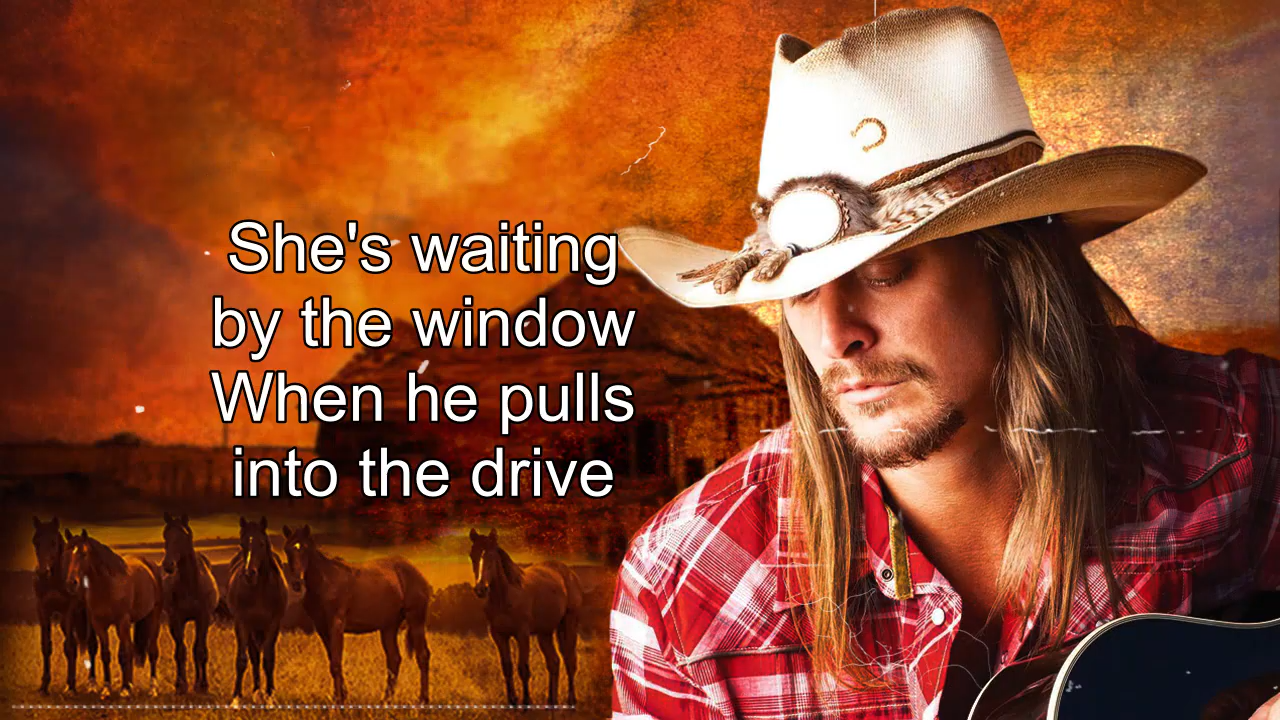 She's waiting
by the window
When he pulls
into the drive